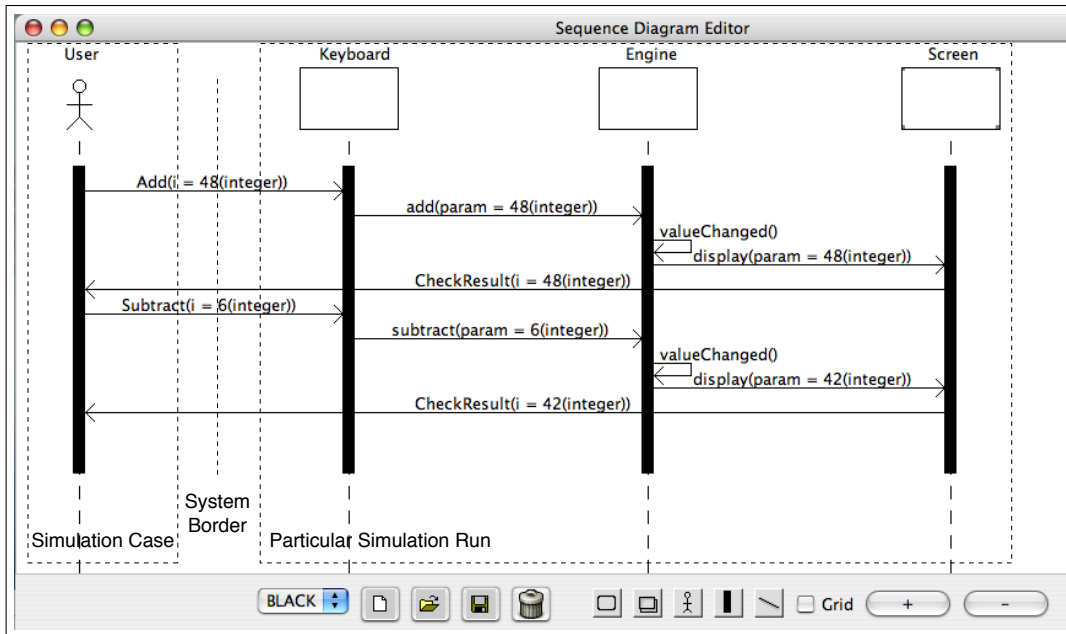 Sequence Diagram Editor
User
Keyboard
Engine
Screen
Add(i = 48(integer))
add(param = 48(integer))
valueChanged()
display(param = 48(integer))
CheckResult(i = 48(integer))
Subtract(i = 6(integer))
subtract(param = 6(integer))
valueChanged()
display(param = 42(integer))
CheckResult(i = 42(integer))
System
Border
Simulation Case
Particular Simulation Run
BLACK
Grid
+
-